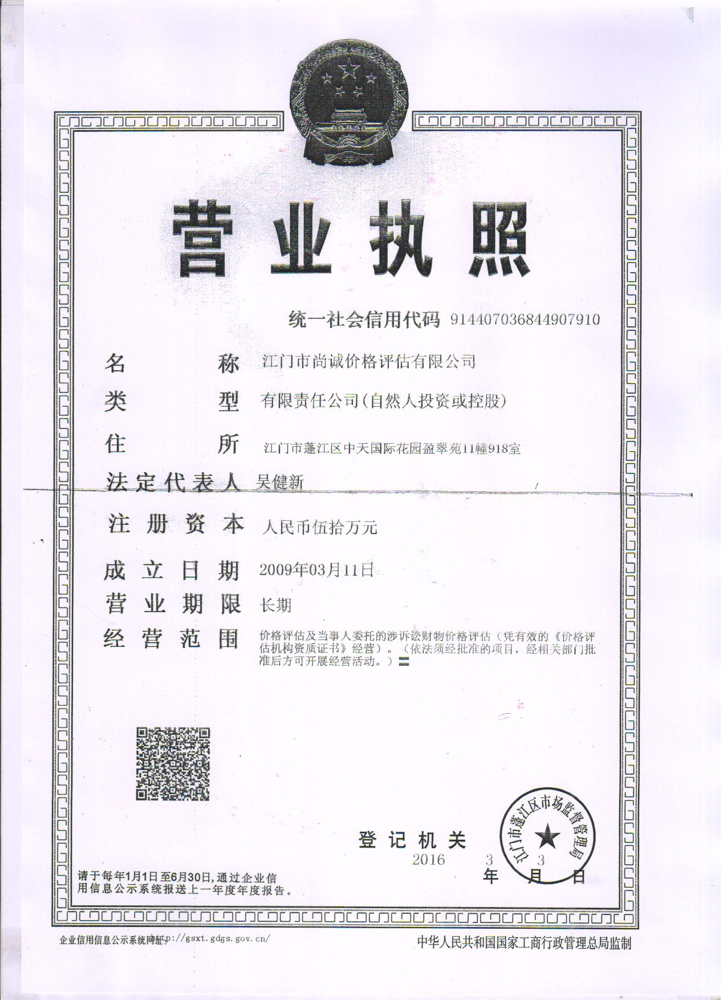 营业执照
统一社会信用代码 914407036844907910
名称 江门市尚诚价格评估有限公司
类型 有限责任公司(自然人投资或控股)
住所 江门市蓬江区中天国际花园盈翠苑11幢918室
法定代表人 吴健新
注册资本 人民币伍拾万元
成立日期 2009年03月11日
营业期限 长期
经营范围 价格评估及当事人委托的涉诉讼财物价格评估（凭有效的《价格评
估机构资质证书》经营）。（依法须经批准的项目，经相关部门批
准后方可开展经营活动。）〓
江门市蓬江区市场监督管理局
登记机关
2016 3 3
年 月 日
请于每年1月1日至6月30日,通过企业信
用信息公示系统报送上一年度年度报告。
企业信用信息公示系统网址: http://gsxt.gdgs.gov.cn/
中华人民共和国国家工商行政管理总局监制